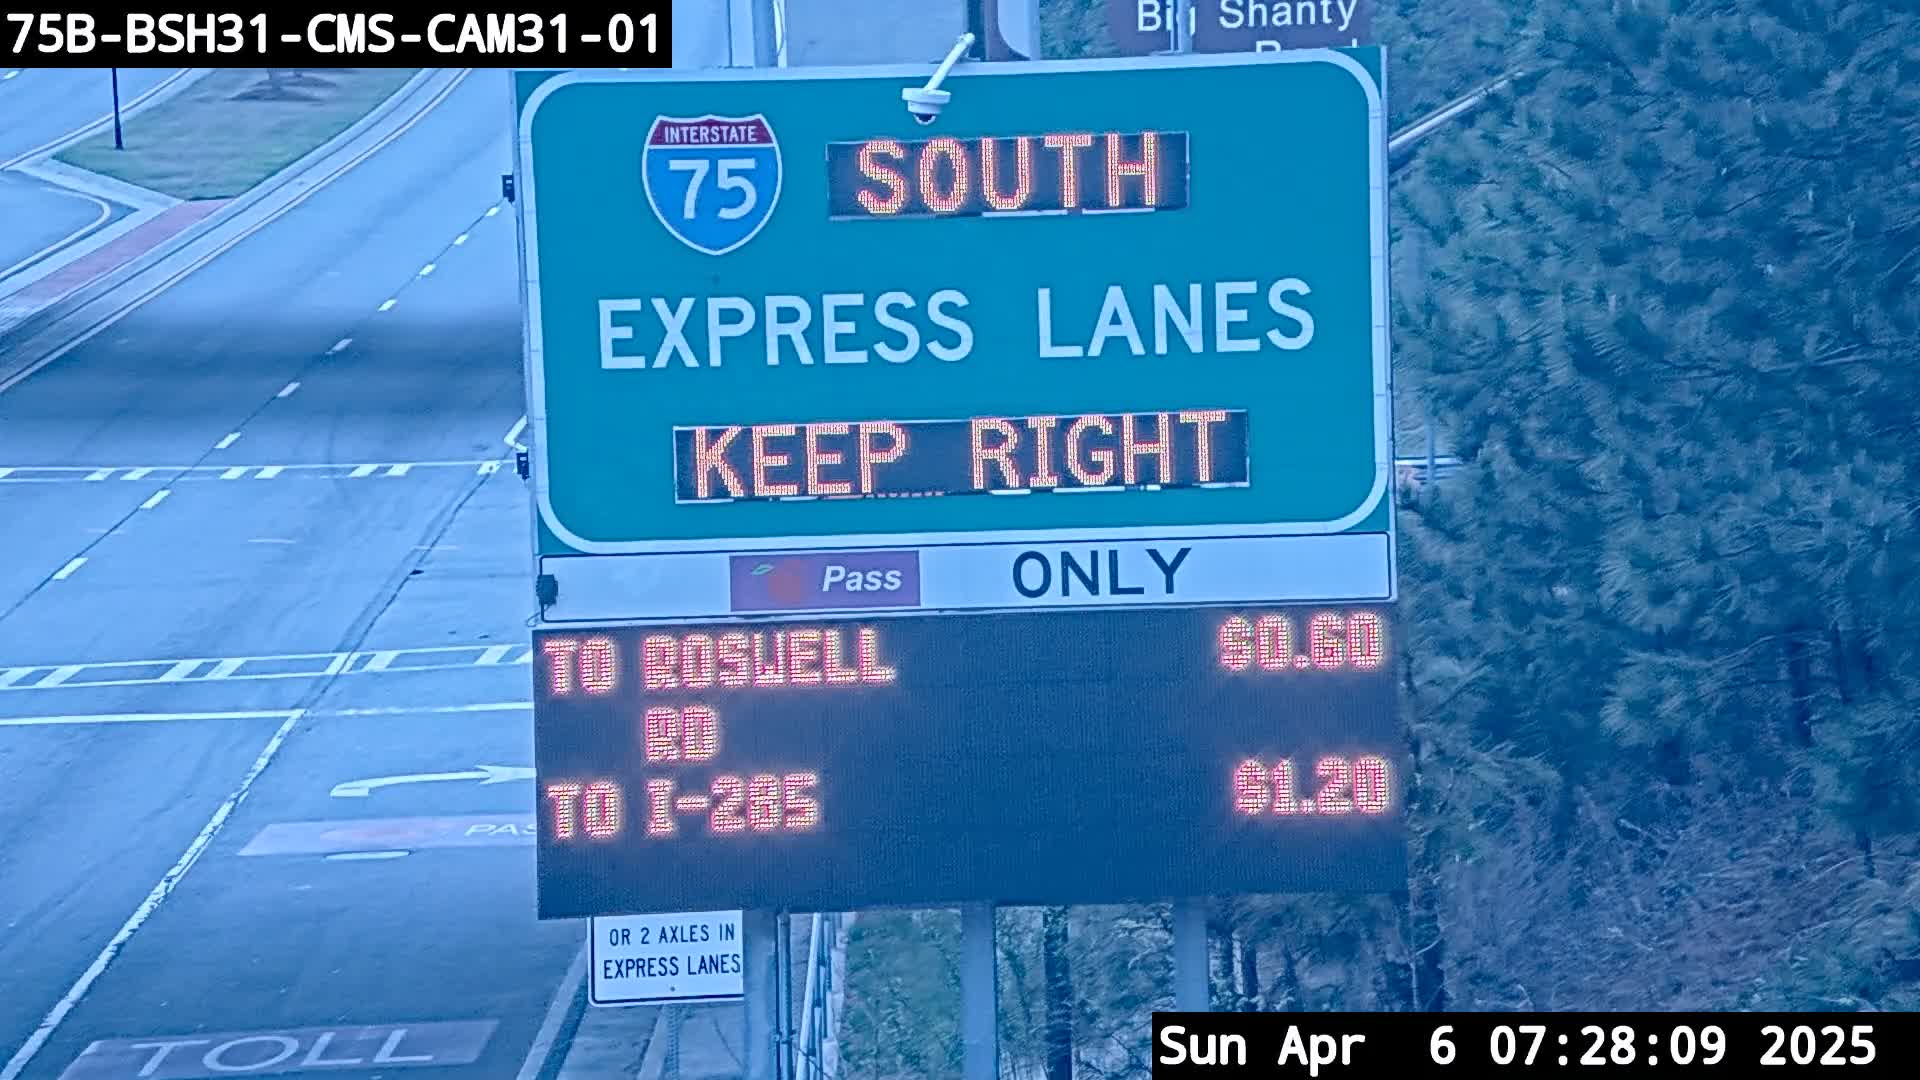 75B-BSH31-CMS-CAM31-01
Big Shanty
INTERSTATE
75
SOUTH
EXPRESS LANES
KEEP RIGHT
Pass
ONLY
TO ROSWELL $0.60
RD
TO I-285 $1.20
PAS
OR 2 AXLES IN
EXPRESS LANES
TOLL
Sun Apr 6 07:28:09 2025